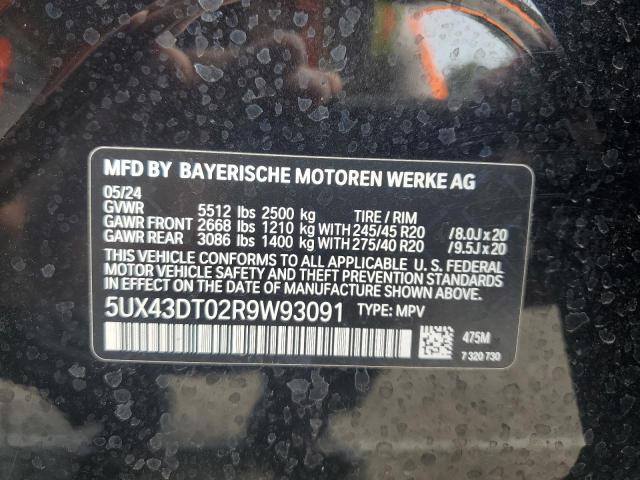 MFD BY BAYERISCHE MOTOREN WERKE AG
05/24
GVWR 5512 lbs 2500 kg TIRE / RIM
GAWR FRONT 2668 lbs 1210 kg WITH 245/45 R20 /8.0J x 20
GAWR REAR 3086 lbs 1400 kg WITH 275/40 R20 /9.5J x 20
THIS VEHICLE CONFORMS TO ALL APPLICABLE U. S. FEDERAL
MOTOR VEHICLE SAFETY, AND THEFT PREVENTION STANDARDS
IN EFFECT ON THE DATE OF MANUFACTURE SHOWN ABOVE.
5UX43DT02R9W93091 TYPE: MPV
475M
7 320 730